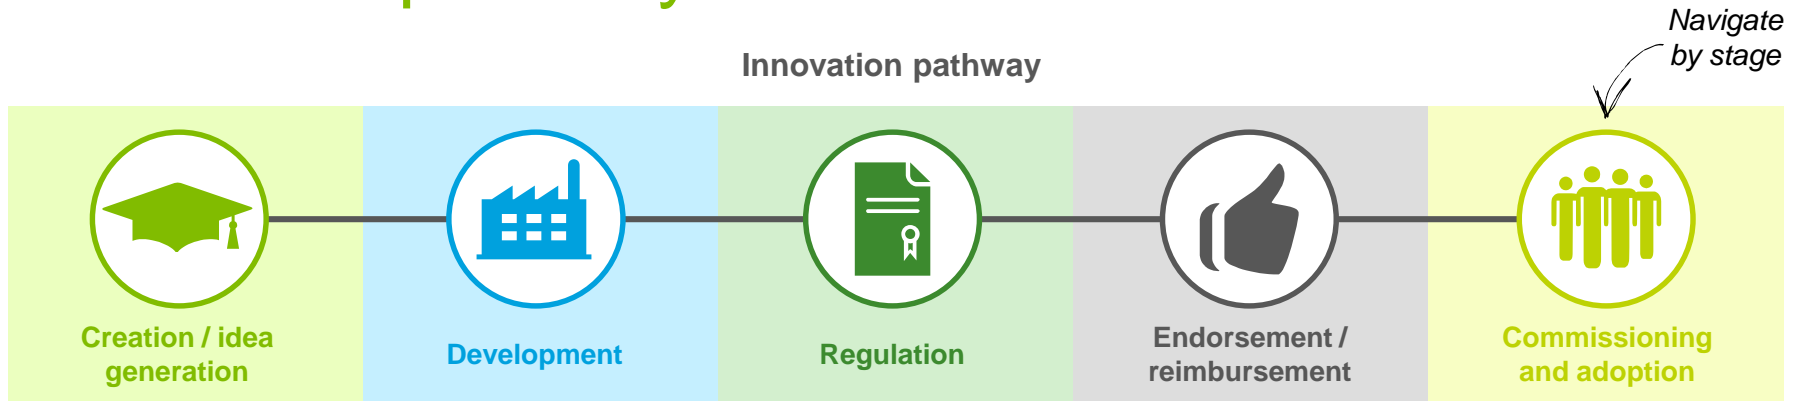 Navigate
by stage
Innovation pathway
Creation / idea
generation
Development
Regulation
Endorsement /
reimbursement
Commissioning
and adoption